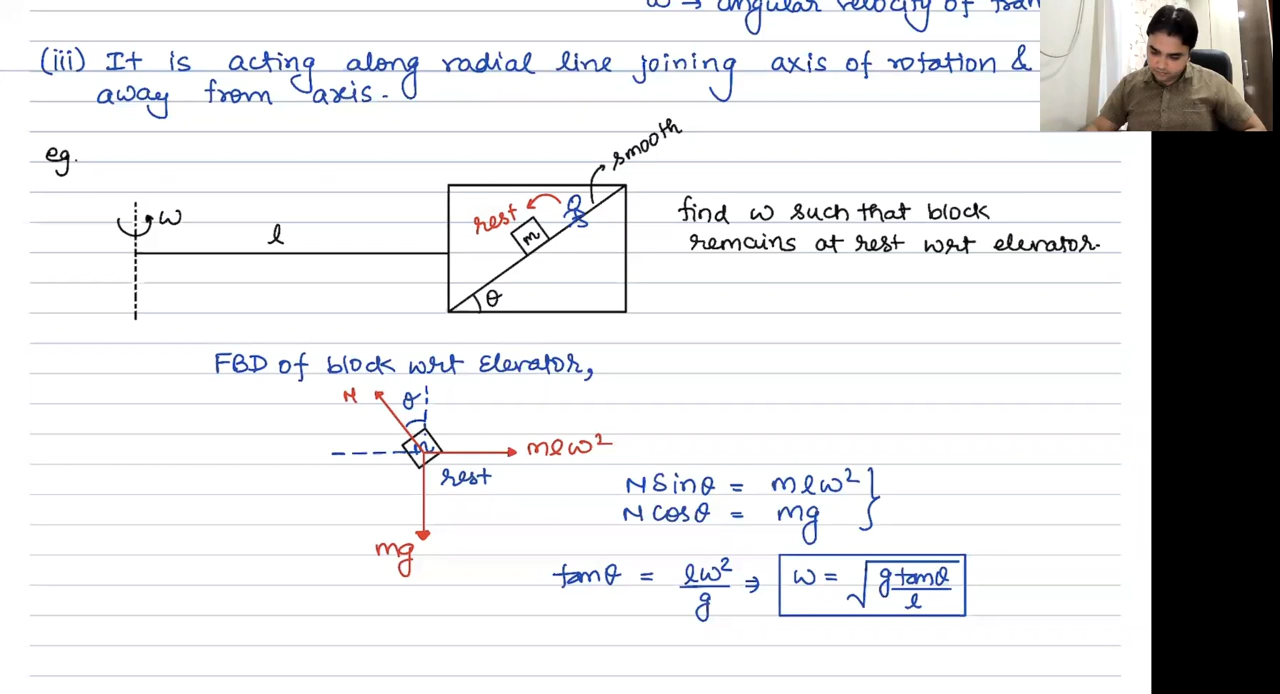 ω → angular velocity of
(iii) It is acting along radial line joining axis of rotation &
away from axis.
eg.
smooth
ω
l
rest
m
θ
find ω such that block
remains at rest wrt elevator.
FBD of block wrt Elevator,
N
θ
m
mlω²
rest
mg
N Sinθ = mlω²
N cosθ = mg
tanθ = lω²/g ⇒ ω = √(g tanθ/l)